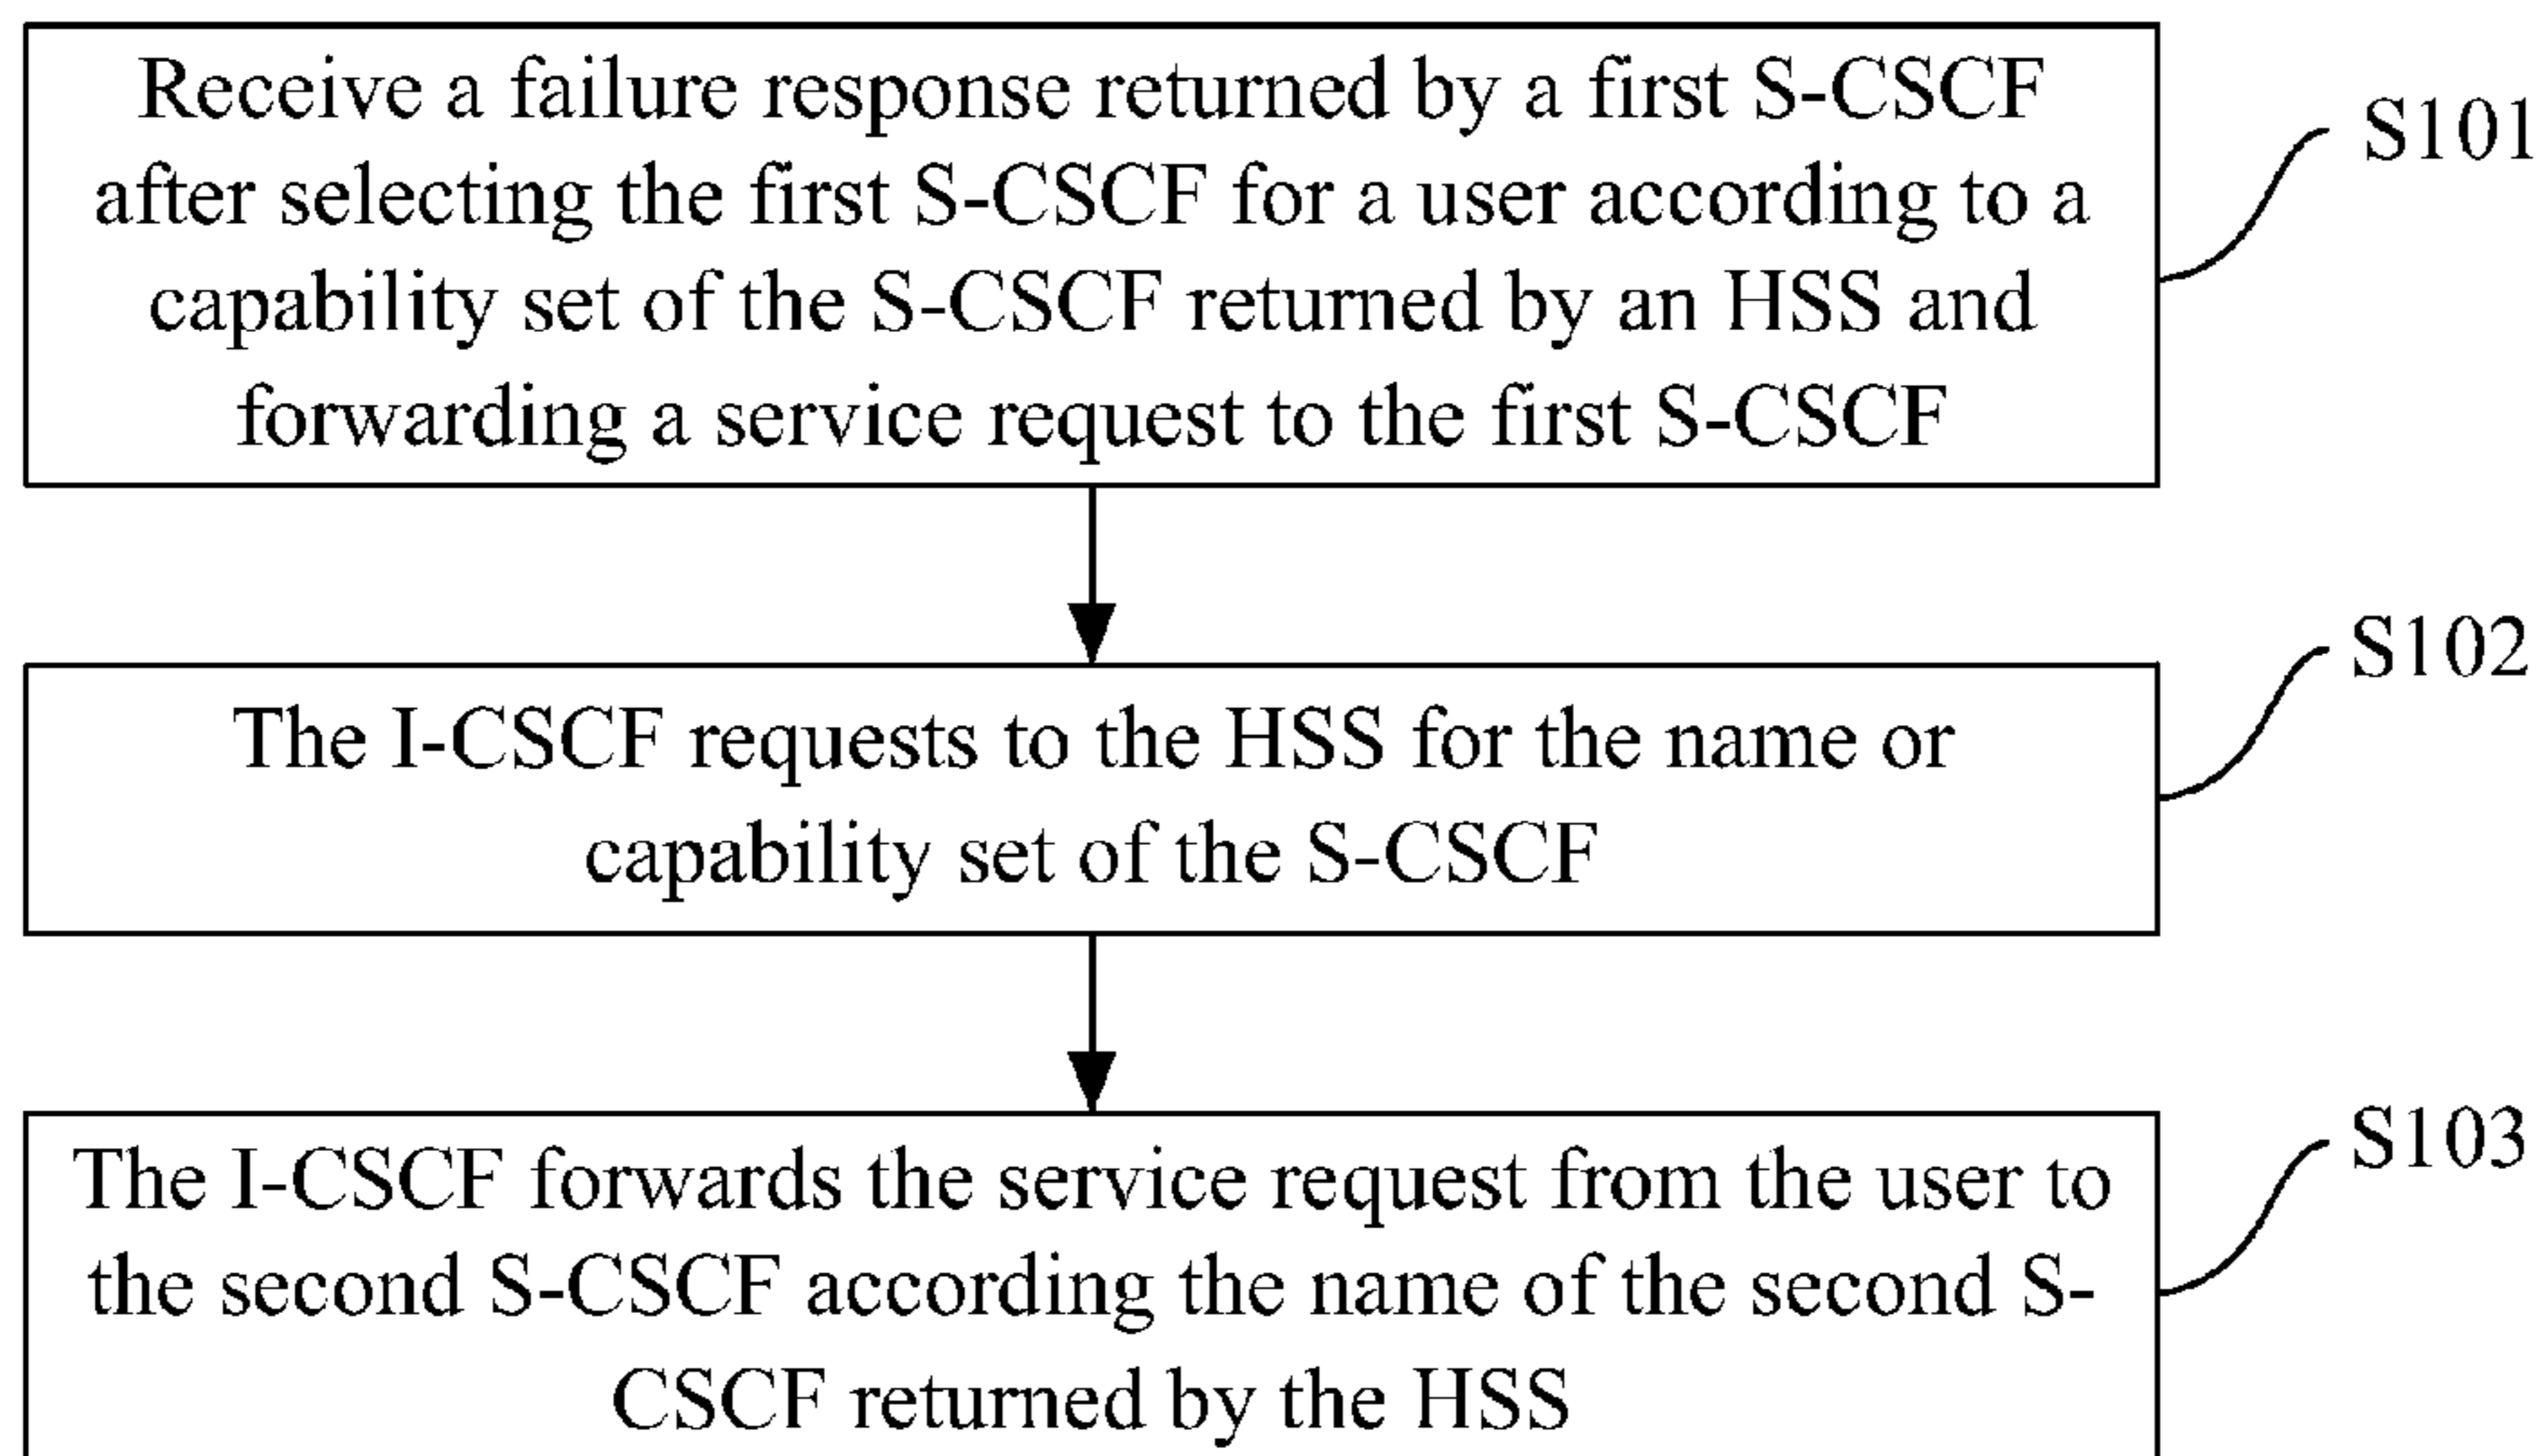 Receive a failure response returned by a first S-CSCF
after selecting the first S-CSCF for a user according to a
capability set of the S-CSCF returned by an HSS and
forwarding a service request to the first S-CSCF
S101
The I-CSCF requests to the HSS for the name or
capability set of the S-CSCF
S102
The I-CSCF forwards the service request from the user to
the second S-CSCF according the name of the second S-
CSCF returned by the HSS
S103